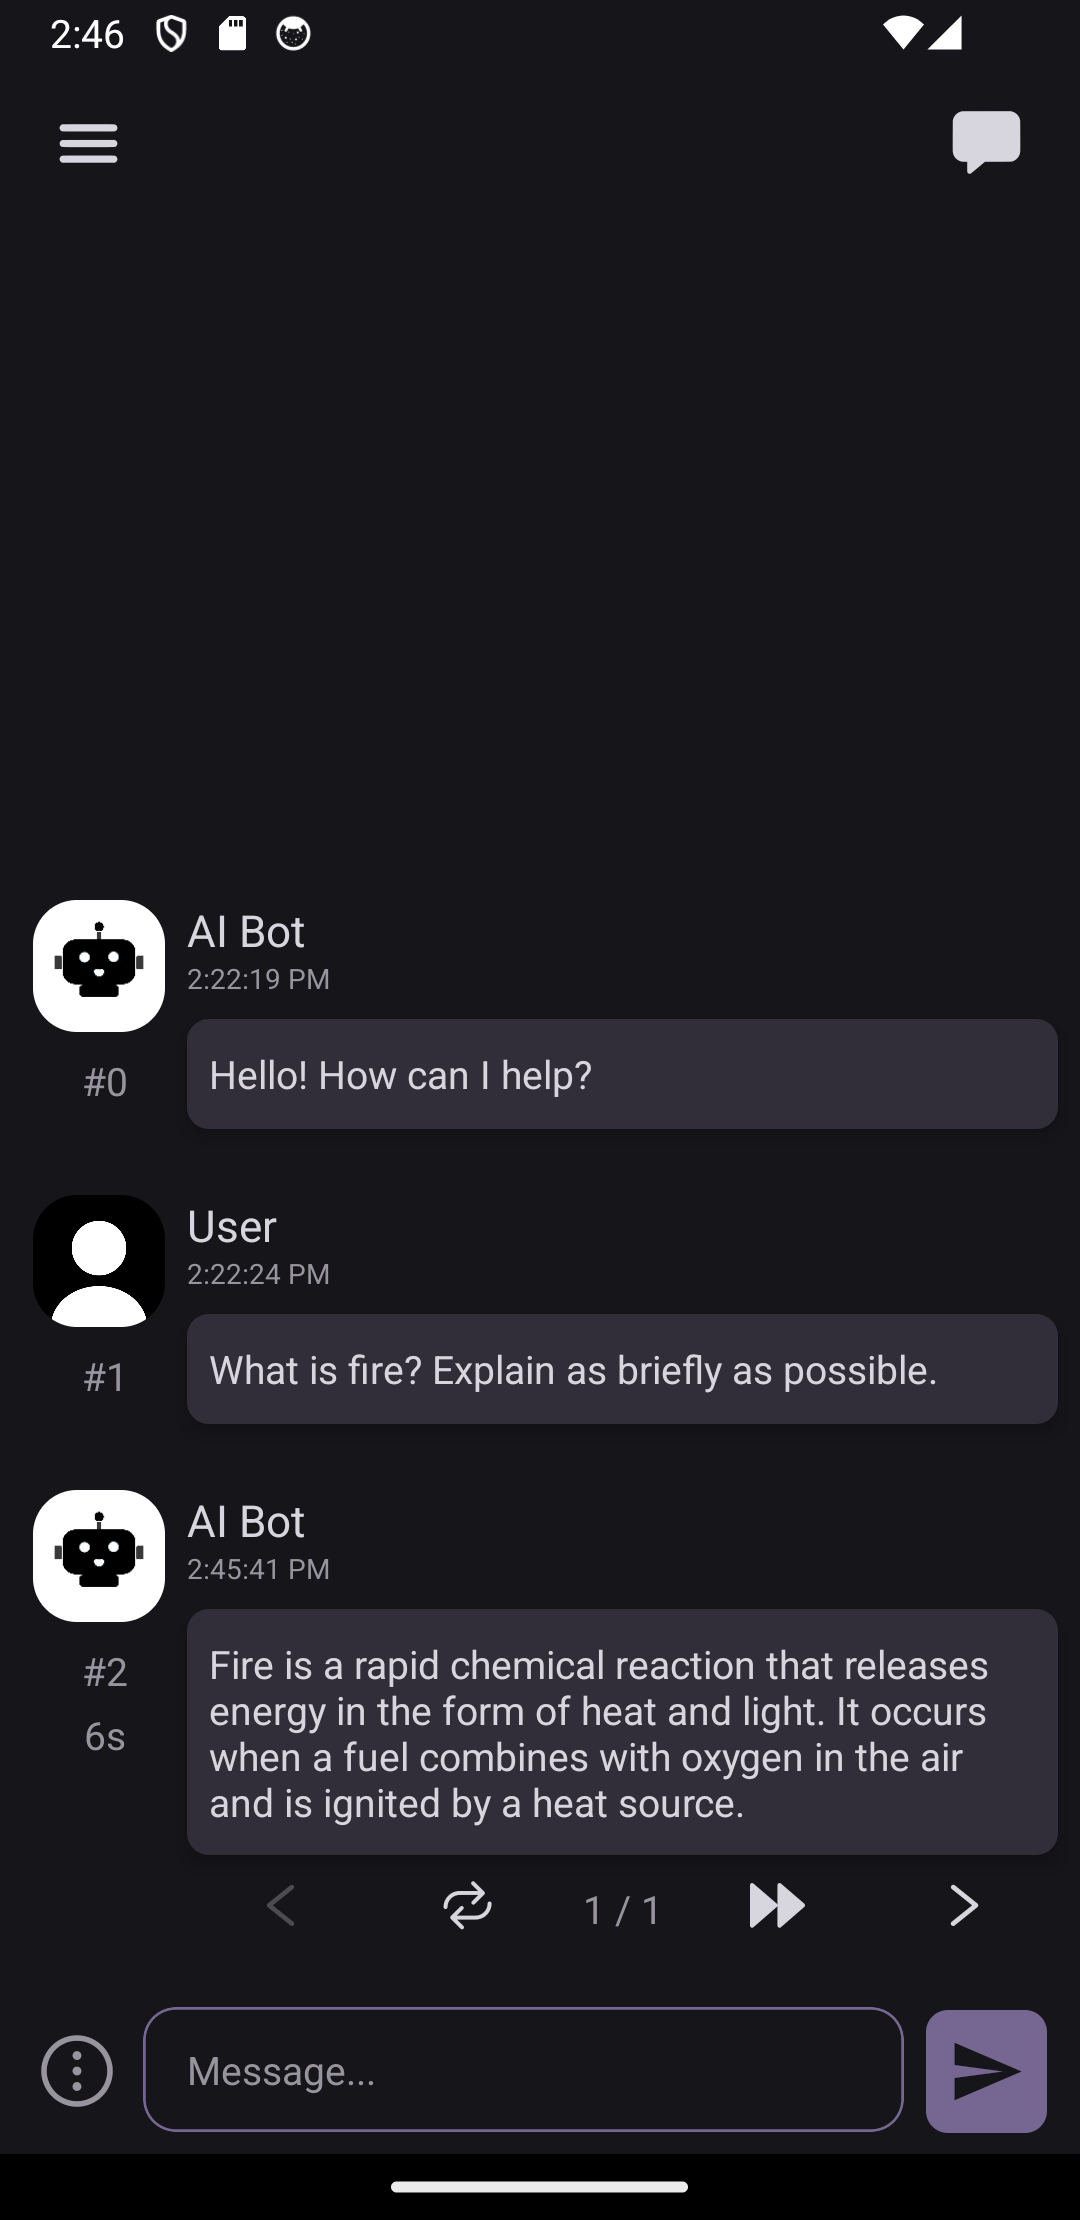 2:46
AI Bot
2:22:19 PM
#0
Hello! How can I help?
User
2:22:24 PM
#1
What is fire? Explain as briefly as possible.
AI Bot
2:45:41 PM
#2
6s
Fire is a rapid chemical reaction that releases
energy in the form of heat and light. It occurs
when a fuel combines with oxygen in the air
and is ignited by a heat source.
1 / 1
Message...